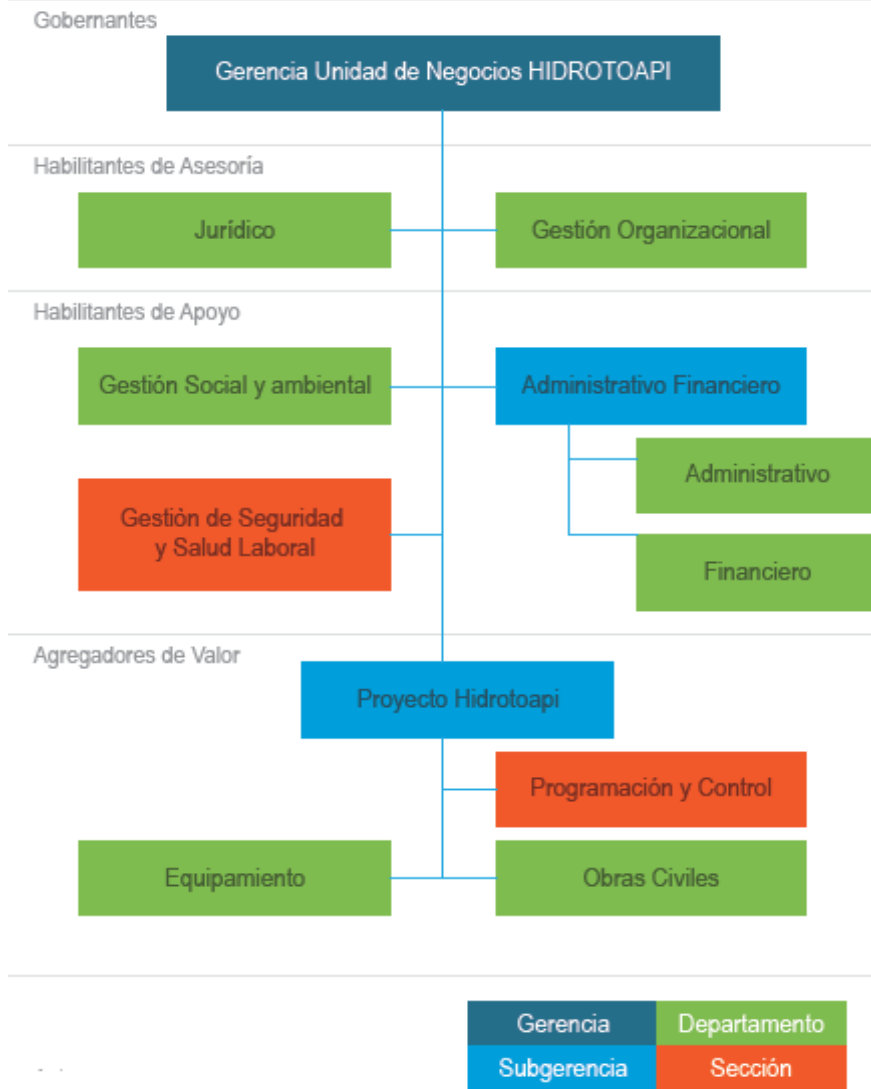 Gobernantes
Gerencia Unidad de Negocios HIDROTOAPI
Habilitantes de Asesoría
Jurídico
Gestión Organizacional
Habilitantes de Apoyo
Gestión Social y ambiental
Administrativo Financiero
Administrativo
Gestiòn de Seguridad
y Salud Laboral
Financiero
Agregadores de Valor
Proyecto Hidrotoapi
Programación y Control
Equipamiento
Obras Civiles
Gerencia
Departamento
Subgerencia
Sección